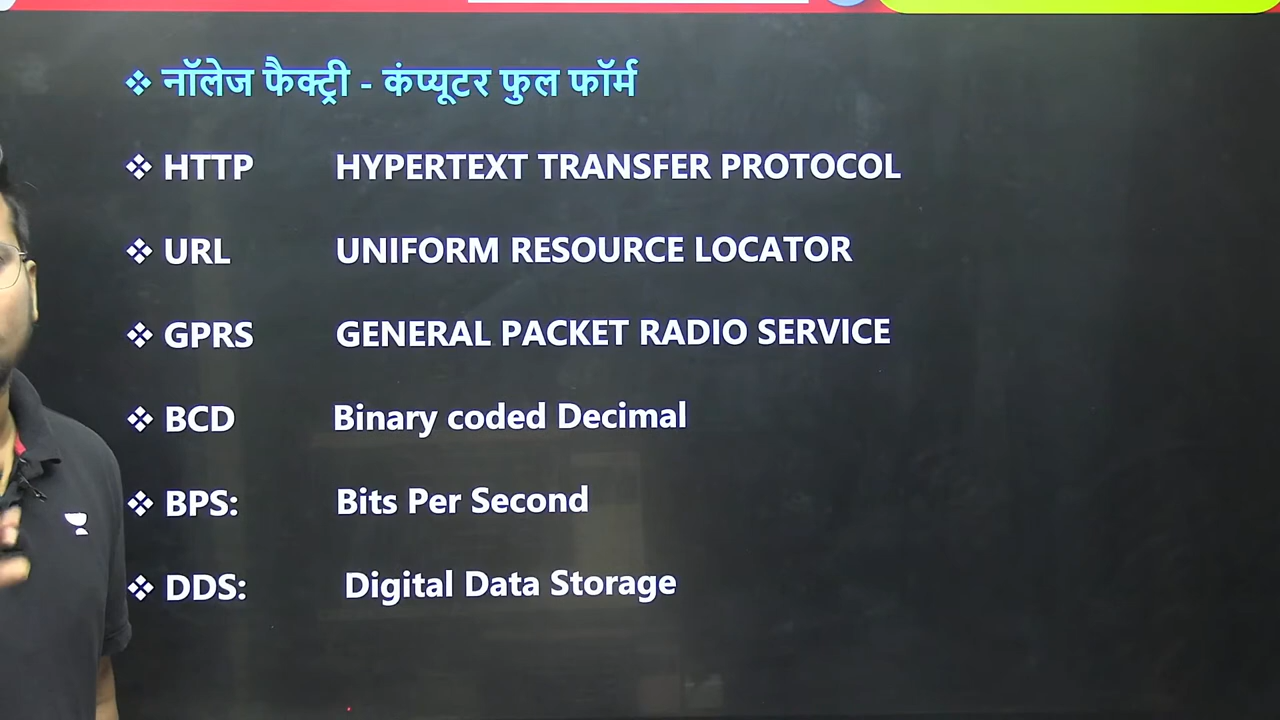 ❖ नॉलेज फैक्ट्री - कंप्यूटर फुल फॉर्म
❖ HTTP HYPERTEXT TRANSFER PROTOCOL
❖ URL UNIFORM RESOURCE LOCATOR
❖ GPRS GENERAL PACKET RADIO SERVICE
❖ BCD Binary coded Decimal
❖ BPS: Bits Per Second
❖ DDS: Digital Data Storage